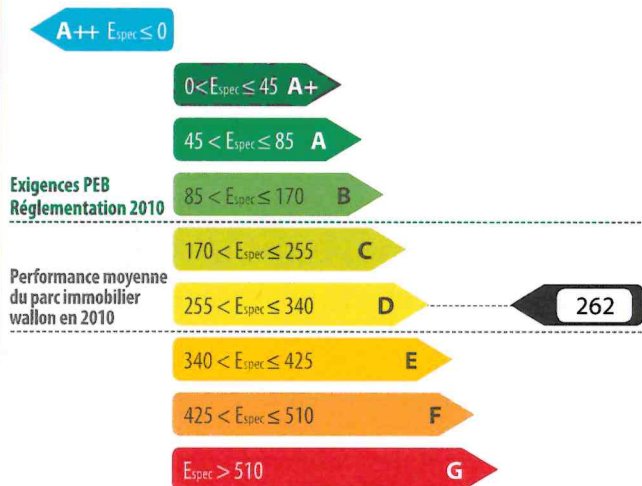 A++ Espec ≤ 0
0<Espec ≤ 45 A+
45 < Espec ≤ 85 A
Exigences PEB
Réglementation 2010
85 < Espec ≤ 170 B
170 < Espec ≤ 255 C
Performance moyenne
du parc immobilier
wallon en 2010
255 < Espec ≤ 340 D
262
340 < Espec ≤ 425 E
425 < Espec ≤ 510 F
Espec > 510 G